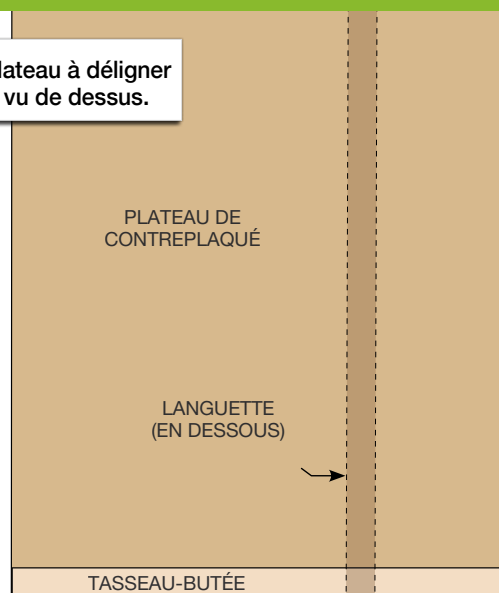 lateau à déligner
vu de dessus.
PLATEAU DE
CONTREPLAQUÉ
LANGUETTE
(EN DESSOUS)
TASSEAU-BUTÉE